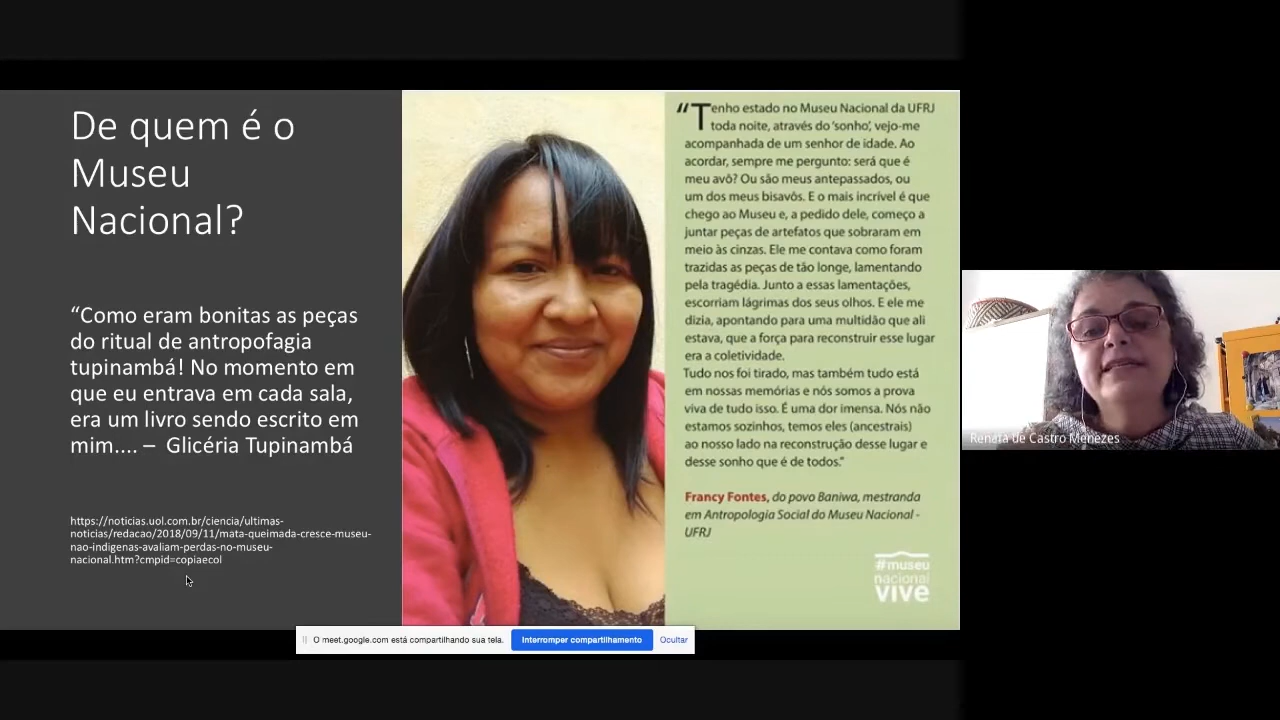 De quem é o
Museu
Nacional?
“Como eram bonitas as peças
do ritual de antropofagia
tupinambá! No momento em
que eu entrava em cada sala,
era um livro sendo escrito em
mim.... – Glicéria Tupinambá
https://noticias.uol.com.br/ciencia/ultimas-
noticias/redacao/2018/09/11/mata-queimada-cresce-museu-
nao-indigenas-avaliam-perdas-no-museu-
nacional.htm?cmpid=copiaecol
“Tenho estado no Museu Nacional da UFRJ
toda noite, através do ‘sonho’, vejo-me
acompanhada de um senhor de idade. Ao
acordar, sempre me pergunto: será que é
meu avô? Ou são meus antepassados, ou
um dos meus bisavôs. E o mais incrível é que
chego ao Museu e, a pedido dele, começo a
juntar peças de artefatos que sobraram em
meio às cinzas. Ele me contava como foram
trazidas as peças de tão longe, lamentando
pela tragédia. Junto a essas lamentações,
escorriam lágrimas dos seus olhos. E ele me
dizia, apontando para uma multidão que ali
estava, que a força para reconstruir esse lugar
era a coletividade.
Tudo nos foi tirado, mas também tudo está
em nossas memórias e nós somos a prova
viva de tudo isso. É uma dor imensa. Nós não
estamos sozinhos, temos eles (ancestrais)
ao nosso lado na reconstrução desse lugar e
desse sonho que é de todos.”
Francy Fontes, do povo Baniwa, mestranda
em Antropologia Social do Museu Nacional -
UFRJ
#museu
nacional
vive
Renata de Castro Menezes
O meet.google.com está compartilhando sua tela. Interromper compartilhamento Ocultar